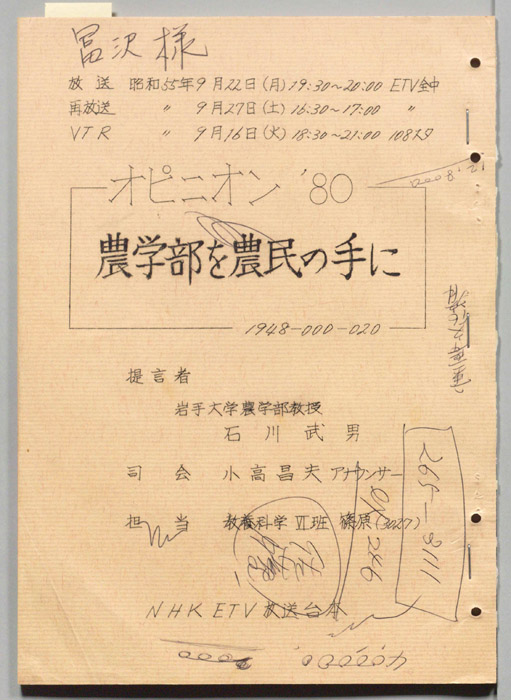 冨沢様
放送 昭和55年9月22日(月)19:30~20:00 ETV全中
再放送 〃 9月27日(土)16:30~17:00 〃
VTR 〃 9月16日(火)18:30~21:00 108スタ
オピニオン '80
農学部を農民の手に
1948-000-020
提言者
岩手大学農学部教授
石川武男
司会 小高昌夫アナウンサー
担当 教養科学Ⅵ班 篠原(3027)
265-3111
NHK ETV放送台本